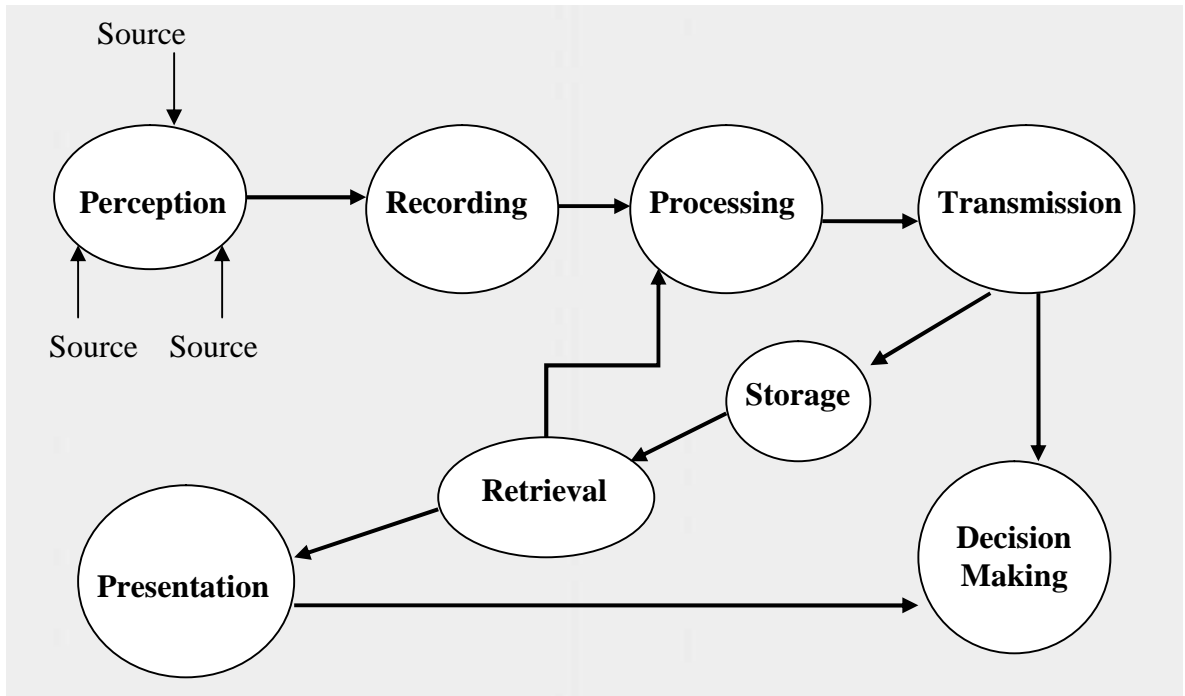 Source
Perception
Recording
Processing
Transmission
Source
Source
Storage
Retrieval
Presentation
Decision
Making